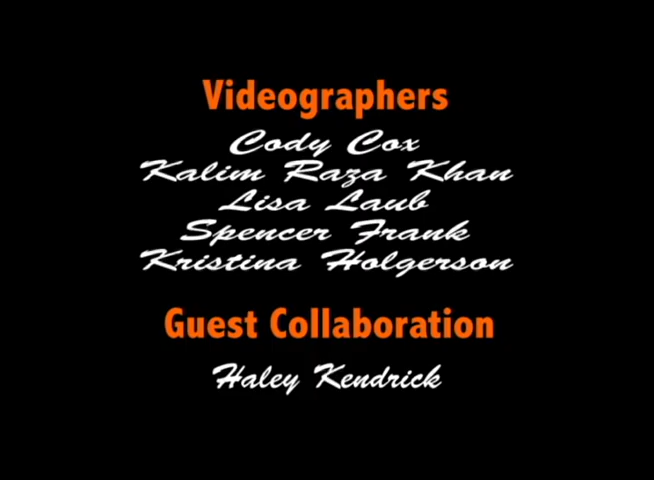 Videographers
Cody Cox
Kalim Raza Khan
Lisa Laub
Spencer Frank
Kristina Holgerson
Guest Collaboration
Haley Kendrick